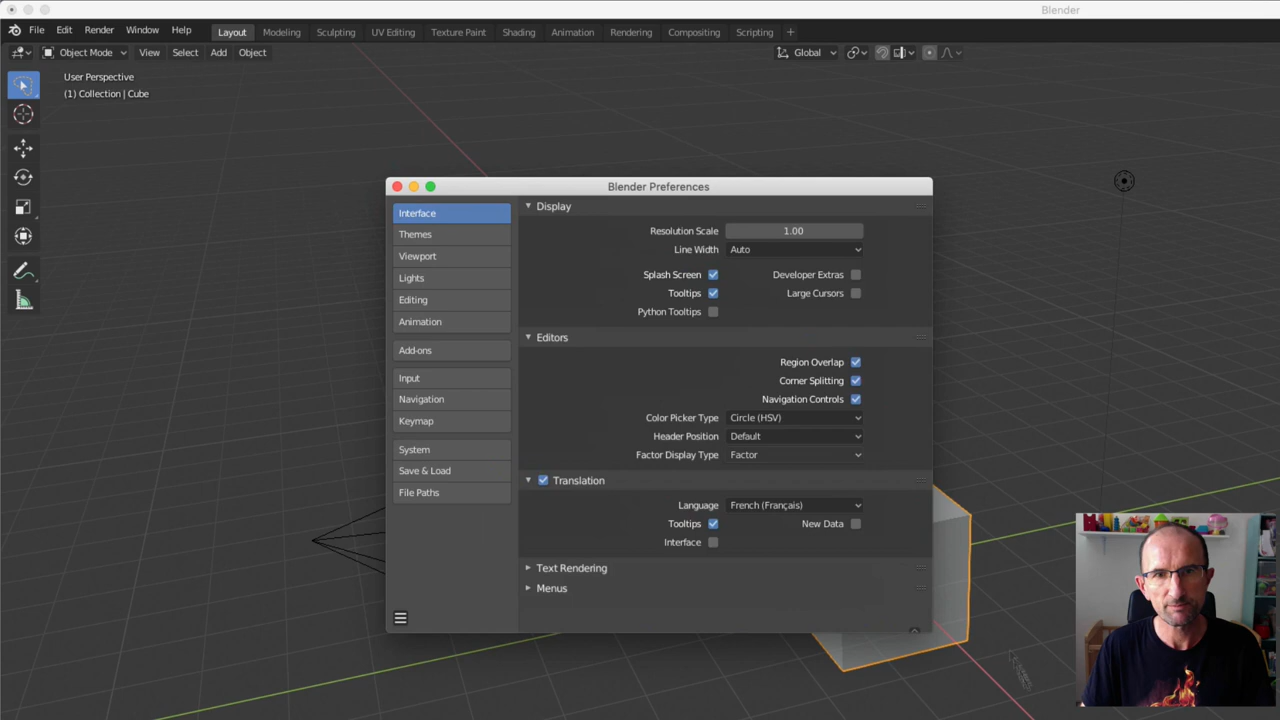 Blender
File Edit Render Window Help Layout Modeling Sculpting UV Editing Texture Paint Shading Animation Rendering Compositing Scripting +
Object Mode View Select Add Object Global
User Perspective
(1) Collection | Cube
Blender Preferences
Interface
Themes
Viewport
Lights
Editing
Animation
Add-ons
Input
Navigation
Keymap
System
Save & Load
File Paths
Display
Resolution Scale 1.00
Line Width Auto
Splash Screen Developer Extras
Tooltips Large Cursors
Python Tooltips
Editors
Region Overlap
Corner Splitting
Navigation Controls
Color Picker Type Circle (HSV)
Header Position Default
Factor Display Type Factor
Translation
Language French (Français)
Tooltips New Data
Interface
Text Rendering
Menus